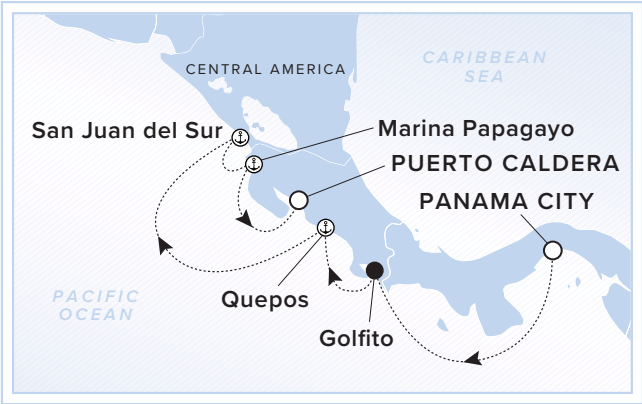 CARIBBEAN
SEA
CENTRAL AMERICA
San Juan del Sur
Marina Papagayo
PUERTO CALDERA
PANAMA CITY
PACIFIC
OCEAN
Quepos
Golfito